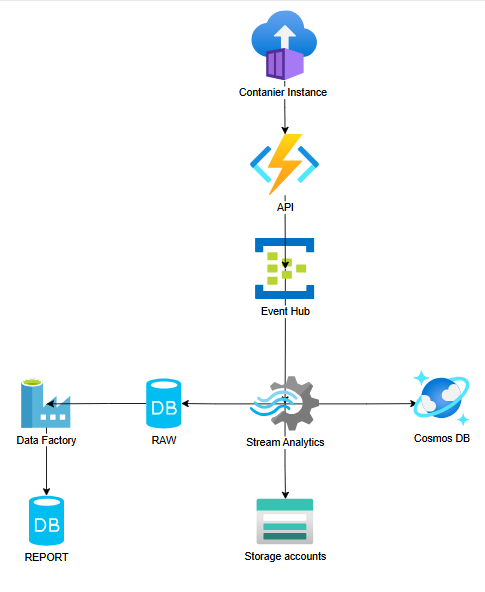 Contanier Instance
API
Event Hub
DB
Data Factory
RAW
Stream Analytics
Cosmos DB
DB
REPORT
Storage accounts